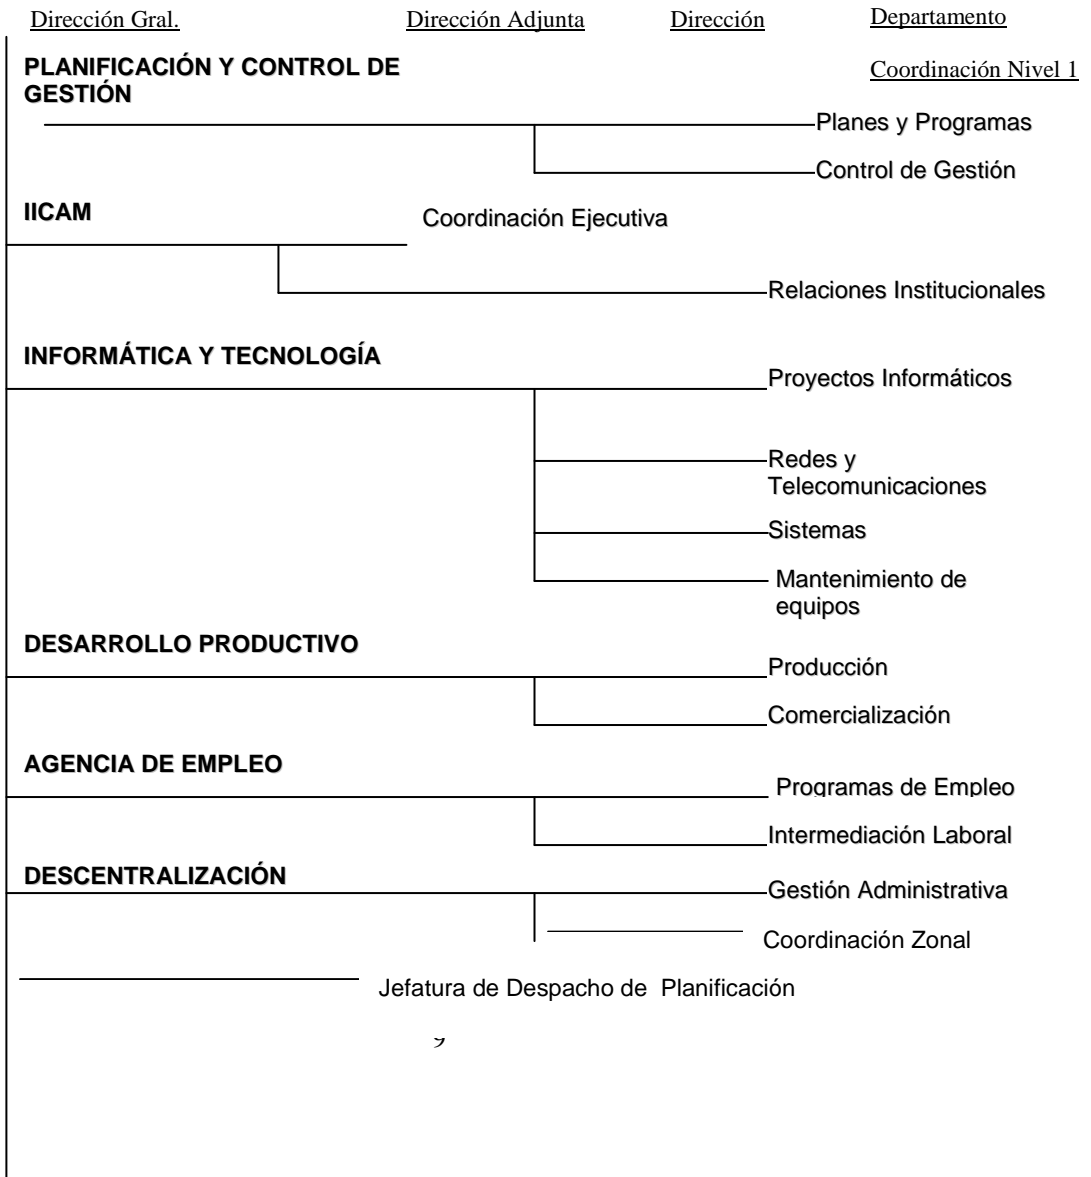 Dirección Gral. Dirección Adjunta Dirección Departamento
Coordinación Nivel 1
PLANIFICACIÓN Y CONTROL DE
GESTIÓN
Planes y Programas
Control de Gestión
IICAM
Coordinación Ejecutiva
Relaciones Institucionales
INFORMÁTICA Y TECNOLOGÍA
Proyectos Informáticos
Redes y
Telecomunicaciones
Sistemas
Mantenimiento de
equipos
DESARROLLO PRODUCTIVO
Producción
Comercialización
AGENCIA DE EMPLEO
Programas de Empleo
Intermediación Laboral
DESCENTRALIZACIÓN
Gestión Administrativa
Coordinación Zonal
Jefatura de Despacho de Planificación